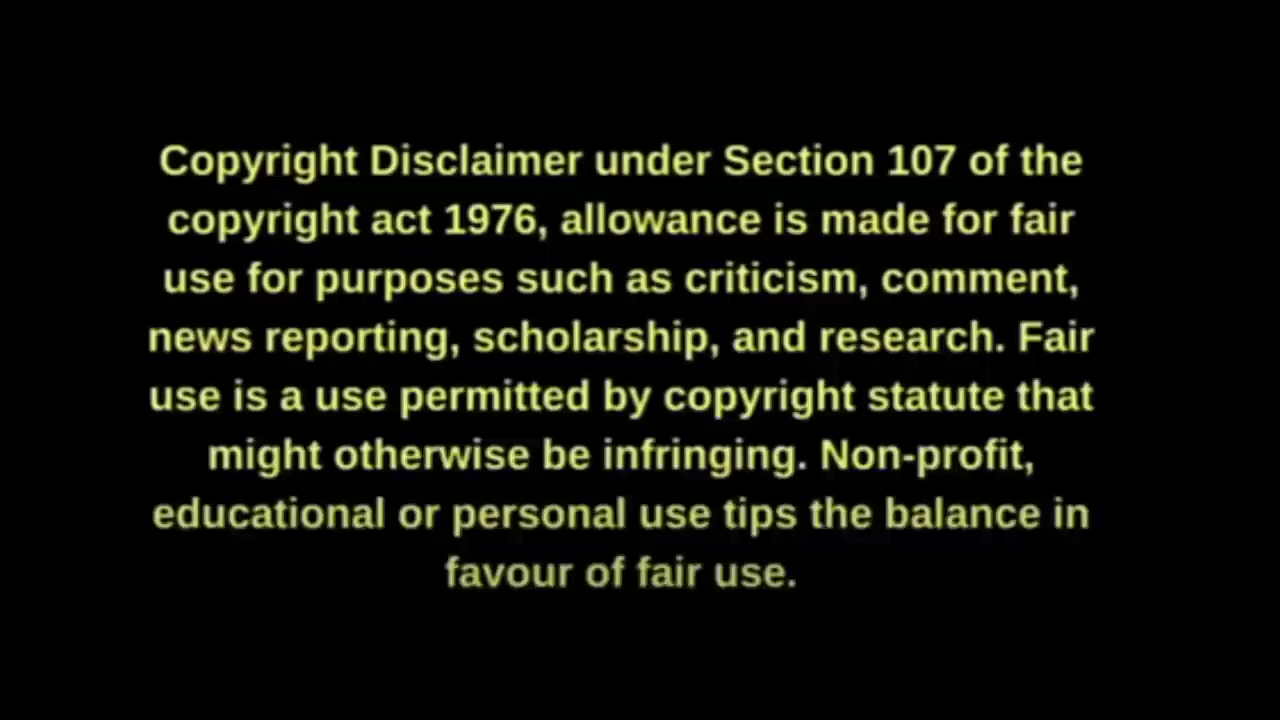 Copyright Disclaimer under Section 107 of the
copyright act 1976, allowance is made for fair
use for purposes such as criticism, comment,
news reporting, scholarship, and research. Fair
use is a use permitted by copyright statute that
might otherwise be infringing. Non-profit,
educational or personal use tips the balance in
favour of fair use.